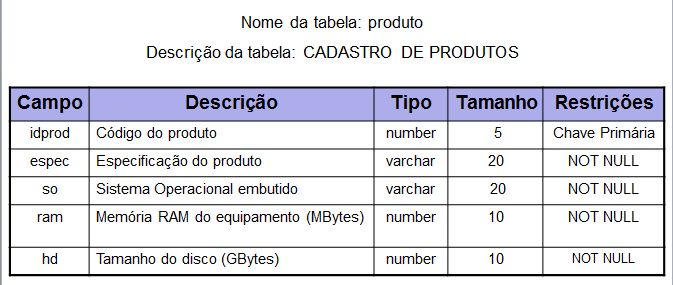 Nome da tabela: produto
Descrição da tabela: CADASTRO DE PRODUTOS
Campo Descrição Tipo Tamanho Restrições
idprod Código do produto number 5 Chave Primária
espec Especificação do produto varchar 20 NOT NULL
so Sistema Operacional embutido varchar 20 NOT NULL
ram Memória RAM do equipamento (MBytes) number 10 NOT NULL
hd Tamanho do disco (GBytes) number 10 NOT NULL